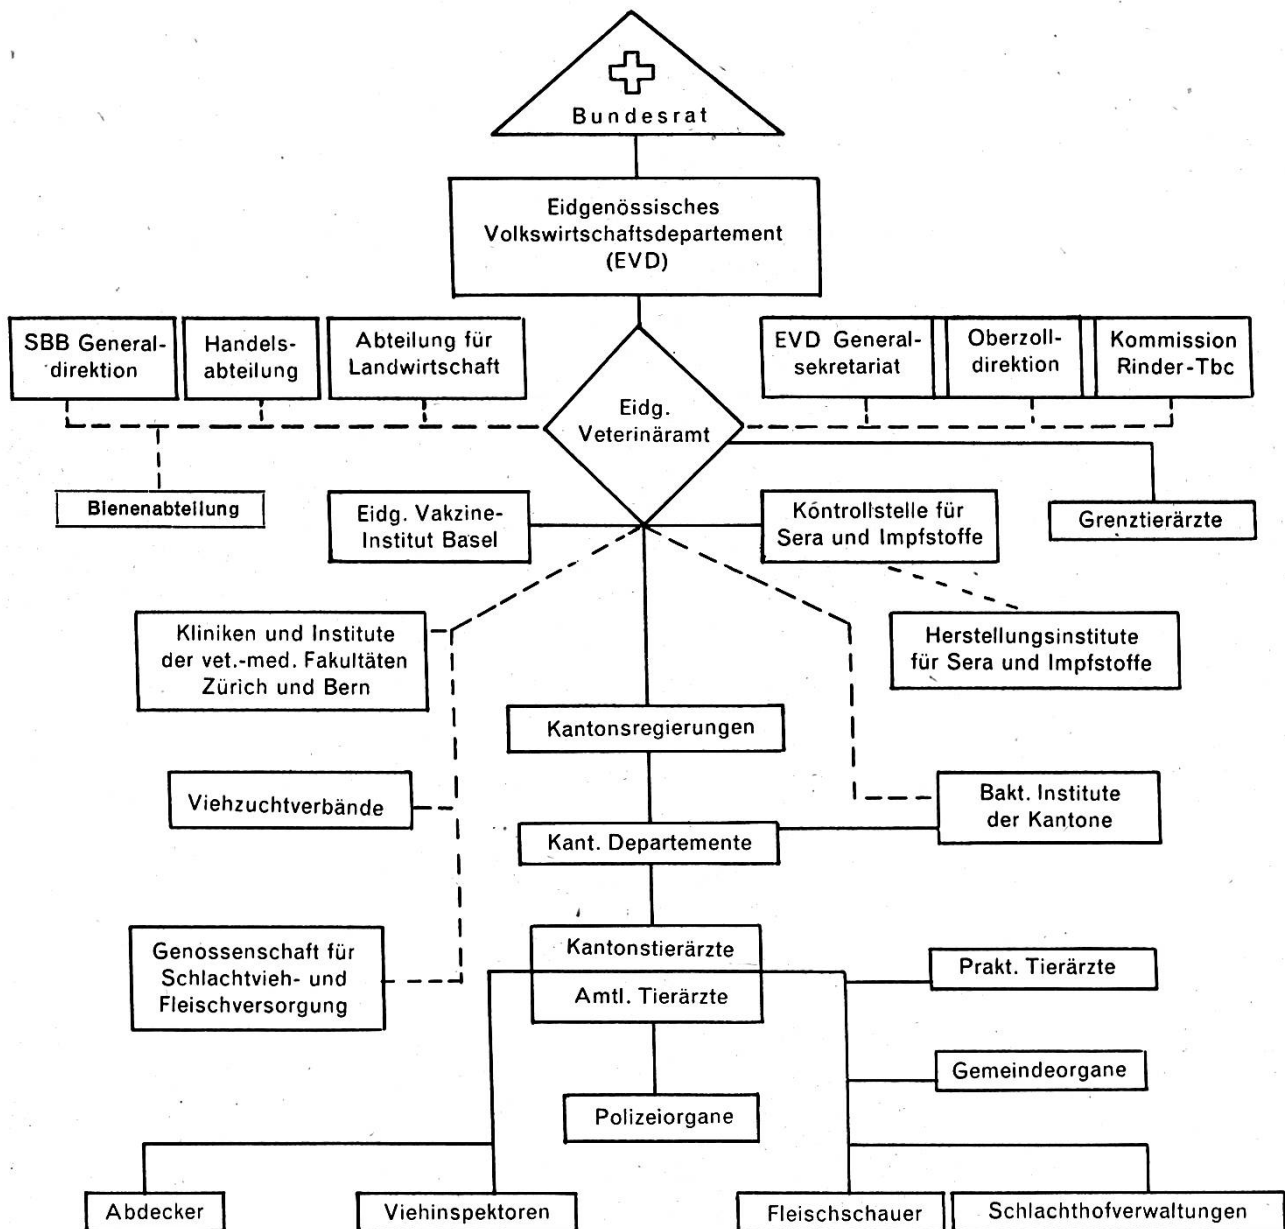 Bundesrat
Eidgenössisches
Volkswirtschaftsdepartement
(EVD)
SBB General-
direktion
Handels-
abteilung
Abteilung für
Landwirtschaft
EVD General-
sekretariat
Oberzoll-
direktion
Kommission
Rinder-Tbc
Eidg.
Veterinäramt
Bienenabteilung
Eidg. Vakzine-
Institut Basel
Kontrollstelle für
Sera und Impfstoffe
Grenztierärzte
Kliniken und Institute
der vet.-med. Fakultäten
Zürich und Bern
Herstellungsinstitute
für Sera und Impfstoffe
Kantonsregierungen
Viehzuchtverbände
Bakt. Institute
der Kantone
Kant. Departemente
Genossenschaft für
Schlachtvieh- und
Fleischversorgung
Kantonstierärzte
Amtl. Tierärzte
Prakt. Tierärzte
Gemeindeorgane
Polizeiorgane
Abdecker
Viehinspektoren
Fleischschauer
Schlachthofverwaltungen